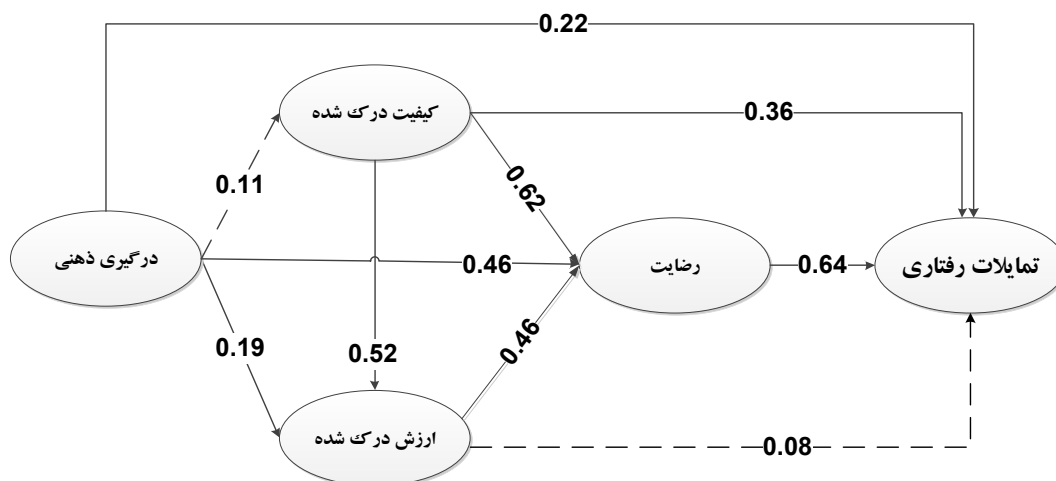 0.22
کیفیت درک شده
0.36
0.11
0.62
درگیری ذهنی
0.46
رضایت
0.64
تمایلات رفتاری
0.19
0.52
0.46
ارزش درک شده
0.08